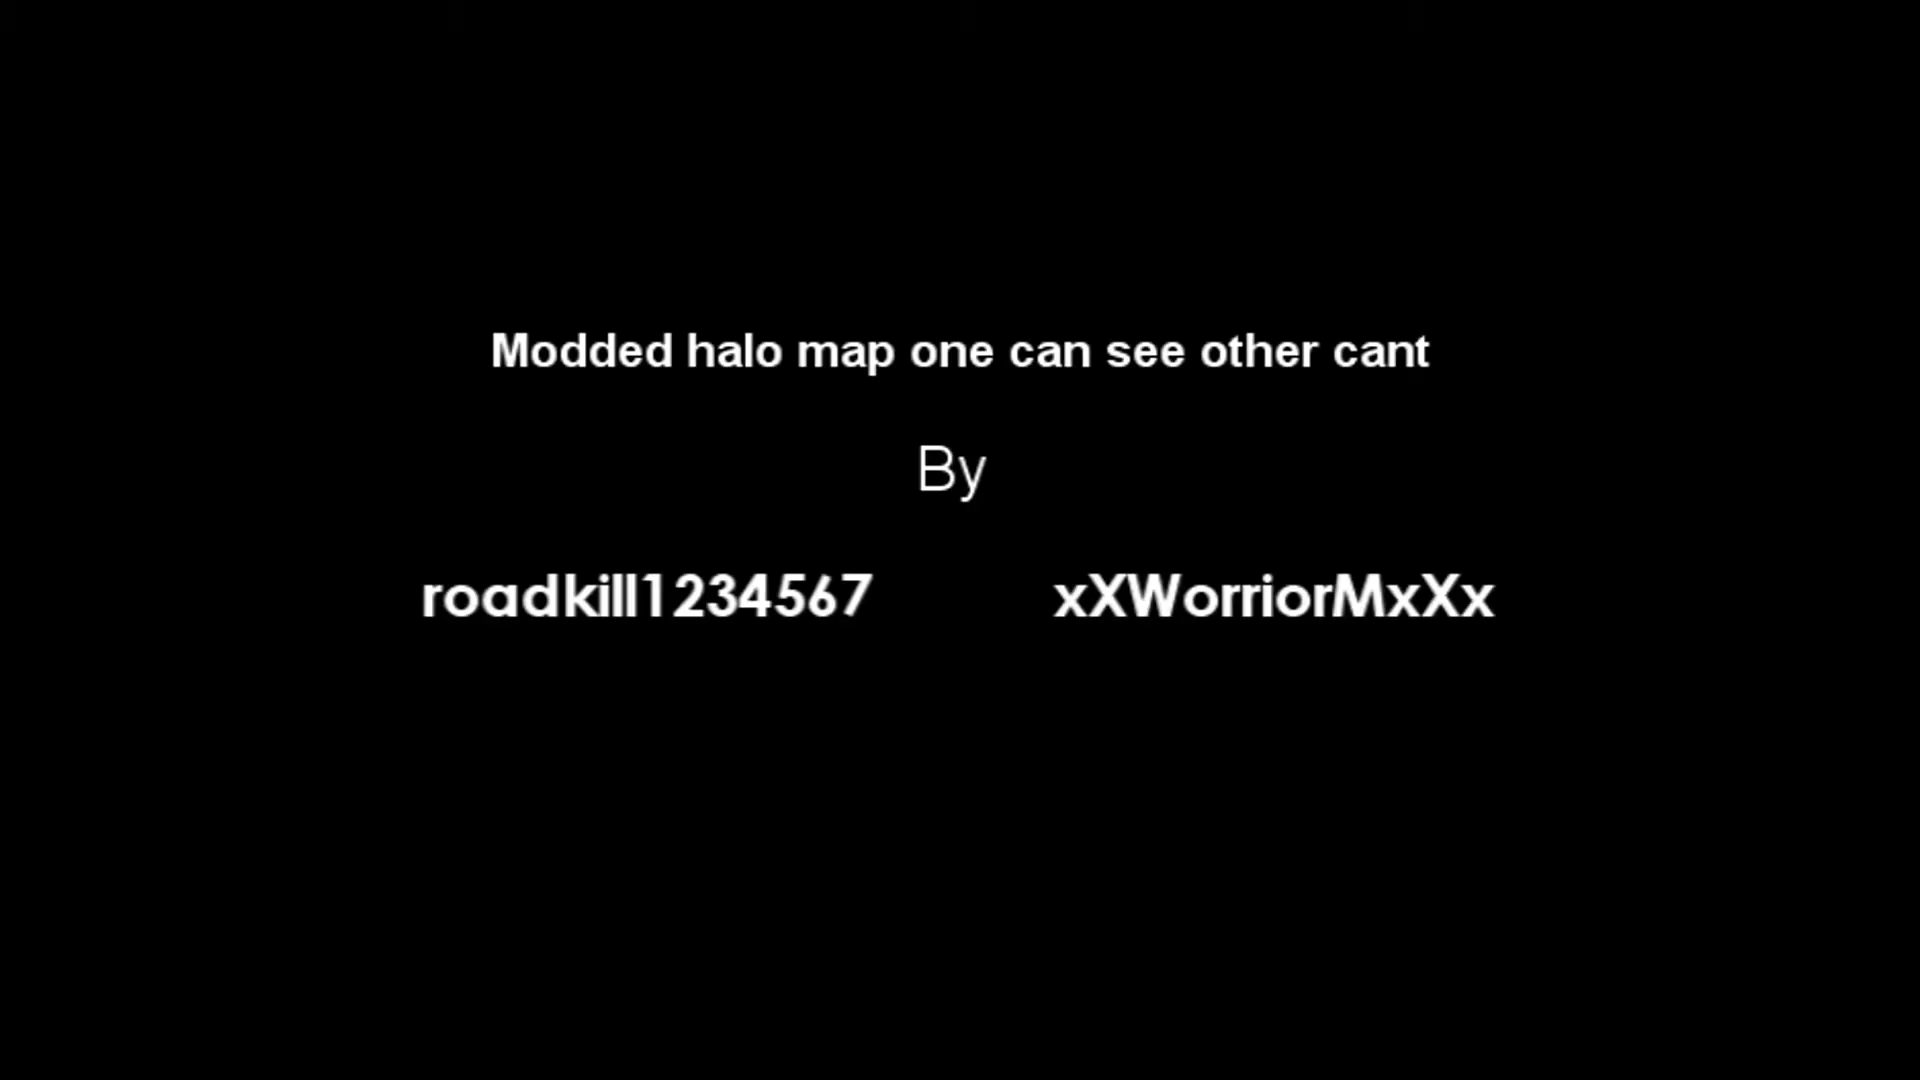 Modded halo map one can see other cant
By
roadkill1234567 xXWorriorMxXx